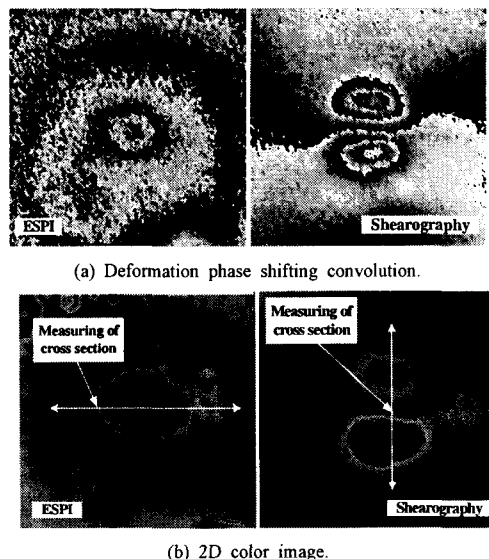 ESPI
Shearography
(a) Deformation phase shifting convolution.
Measuring of
cross section
Measuring of
cross section
ESPI
Shearography
(b) 2D color image.